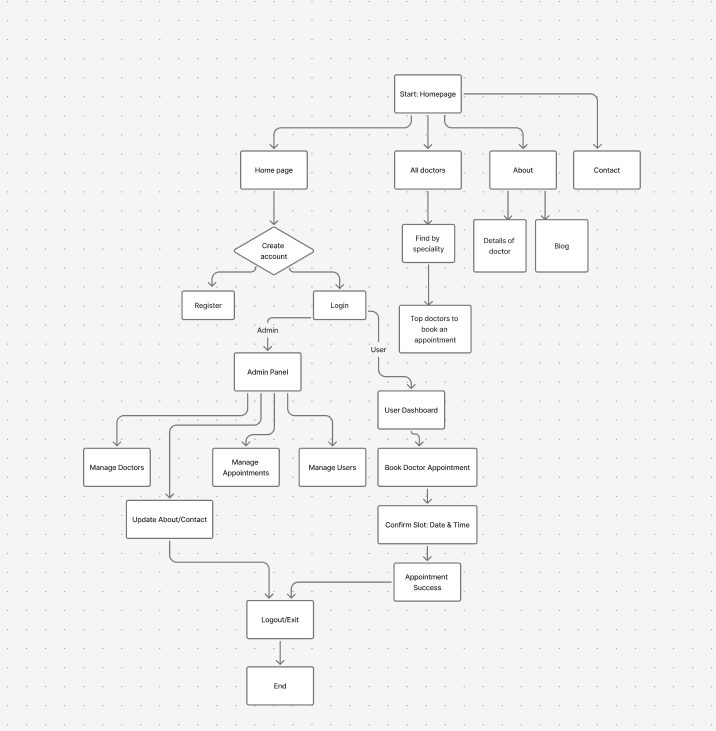 Start: Homepage
Home page
All doctors
About
Contact
Create
account
Find by
speciality
Details of
doctor
Blog
Register
Login
Top doctors to
book an
appointment
Admin
User
Admin Panel
User Dashboard
Manage Doctors
Manage
Appointments
Manage Users
Book Doctor Appointment
Update About/Contact
Confirm Slot: Date & Time
Appointment
Success
Logout/Exit
End